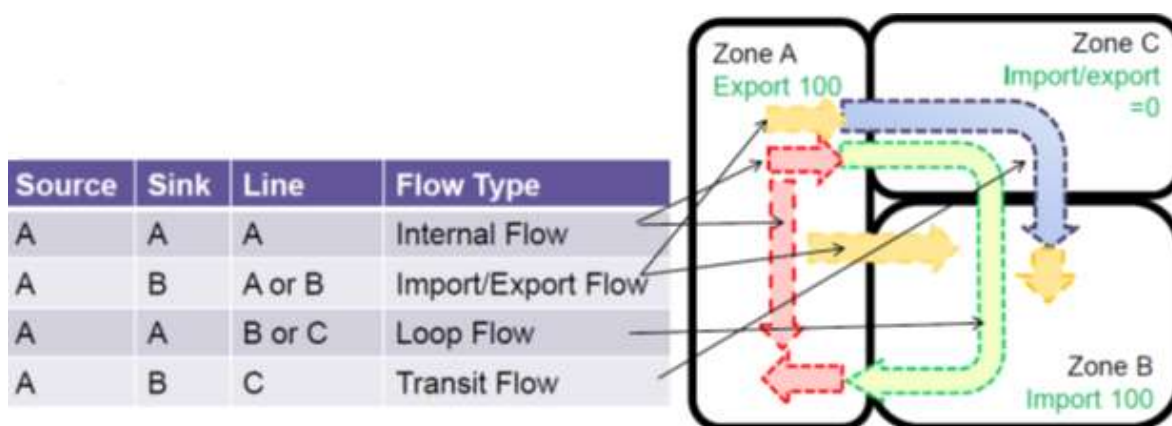 Source Sink Line Flow Type
A A A Internal Flow
A B A or B Import/Export Flow
A A B or C Loop Flow
A B C Transit Flow
Zone A
Export 100
Zone C
Import/export
=0
Zone B
Import 100